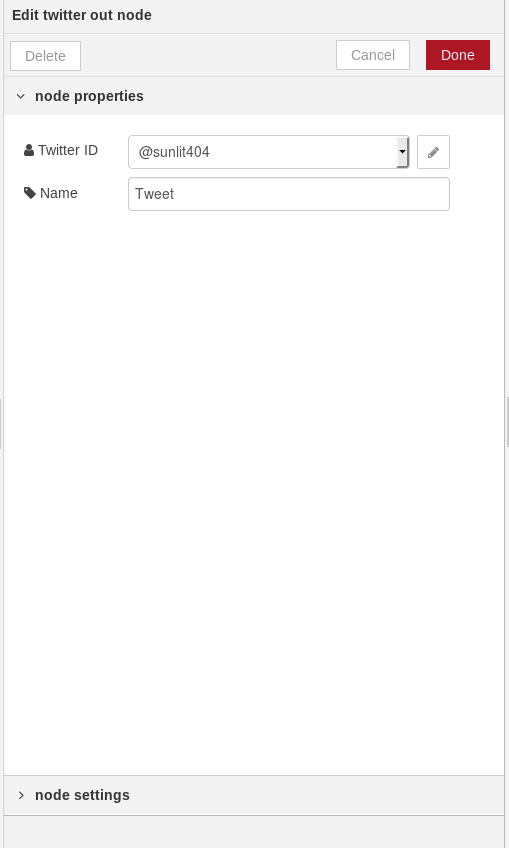 Edit twitter out node
Delete Cancel Done
node properties
Twitter ID @sunlit404
Name Tweet
node settings